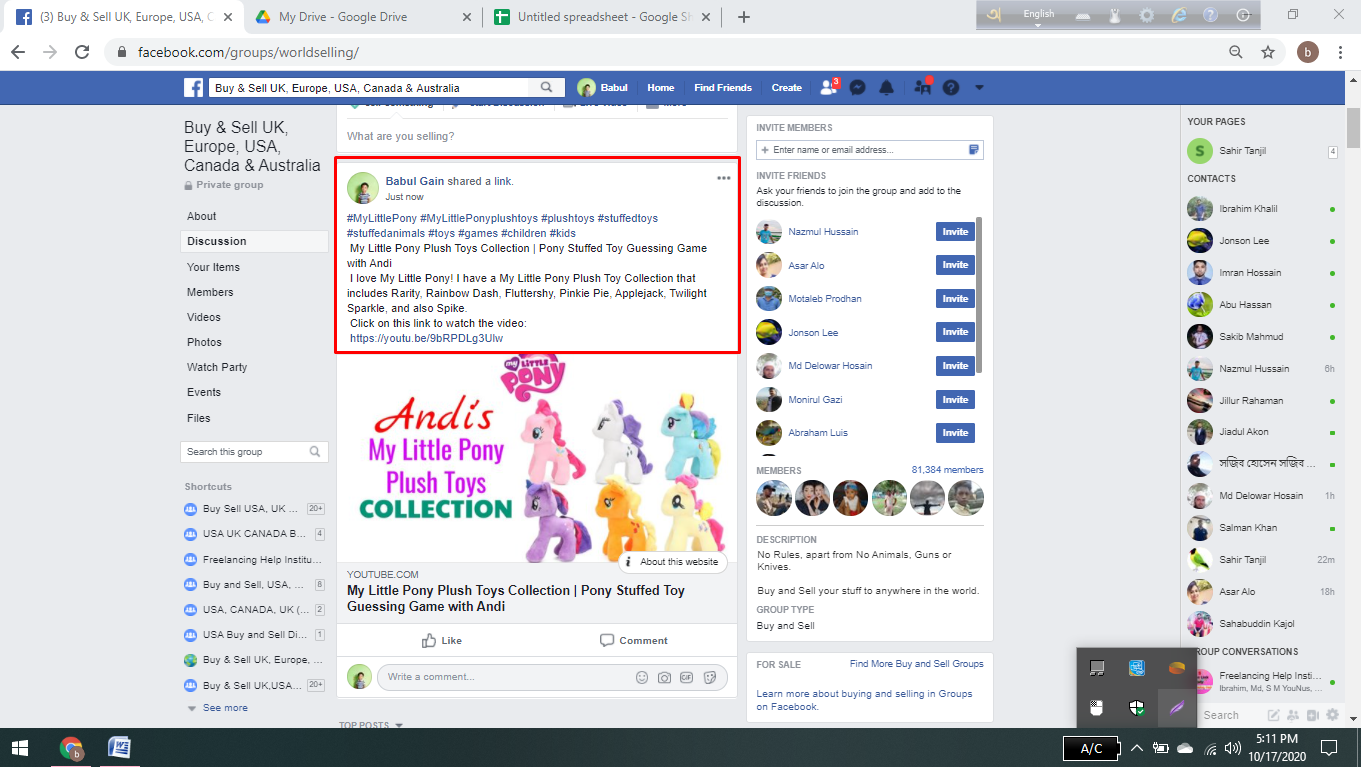 (3) Buy & Sell UK, Europe, USA, C
My Drive - Google Drive
Untitled spreadsheet - Google Sh
English
facebook.com/groups/worldselling/
b
Buy & Sell UK, Europe, USA, Canada & Australia
Babul
Home
Find Friends
Create
3
Buy & Sell UK,
Europe, USA,
Canada & Australia
Private group
About
Discussion
Your Items
Members
Videos
Photos
Watch Party
Events
Files
Search this group
Shortcuts
Buy Sell USA, UK ... 20+
USA UK CANADA B... 4
Freelancing Help Institu...
Buy and Sell, USA, ... 8
USA, CANADA, UK (... 2
USA Buy and Sell Di... 1
Buy & Sell UK, Europe, ...
Buy & Sell UK,USA... 20+
See more
What are you selling?
Babul Gain shared a link.
Just now
#MyLittlePony #MyLittlePonyplushtoys #plushtoys #stuffedtoys
#stuffedanimals #toys #games #children #kids
My Little Pony Plush Toys Collection | Pony Stuffed Toy Guessing Game
with Andi
I love My Little Pony! I have a My Little Pony Plush Toy Collection that
includes Rarity, Rainbow Dash, Fluttershy, Pinkie Pie, Applejack, Twilight
Sparkle, and also Spike.
Click on this link to watch the video:
https://youtu.be/9bRPDLg3UIw
my LITTLE
PONY
Andi's
My Little Pony
Plush Toys
COLLECTION
i About this website
YOUTUBE.COM
My Little Pony Plush Toys Collection | Pony Stuffed Toy
Guessing Game with Andi
Like
Comment
Write a comment...
GIF
TOP POSTS
INVITE MEMBERS
+ Enter name or email address...
INVITE FRIENDS
Ask your friends to join the group and add to the
discussion.
Nazmul Hussain Invite
Asar Alo Invite
Motaleb Prodhan Invite
Jonson Lee Invite
Md Delowar Hosain Invite
Monirul Gazi Invite
Abraham Luis Invite
MEMBERS 81,384 members
DESCRIPTION
No Rules, apart from No Animals, Guns or
Knives.
Buy and Sell your stuff to anywhere in the world.
GROUP TYPE
Buy and Sell
FOR SALE Find More Buy and Sell Groups
Learn more about buying and selling in Groups
on Facebook.
YOUR PAGES
S Sahir Tanjil 4
CONTACTS
Ibrahim Khalil
Jonson Lee
Imran Hossain
Abu Hassan
Sakib Mahmud
Nazmul Hussain 6h
Jillur Rahaman
Jiadul Akon
সজিব হোসেন সজিব ...
Md Delowar Hosain 1h
Salman Khan
Sahir Tanjil 22m
Asar Alo 18h
Sahabuddin Kajol
GROUP CONVERSATIONS
Freelancing Help Insti...
Ibrahim, Md, S M YouNus, ...
Search
A/C
5:11 PM
10/17/2020